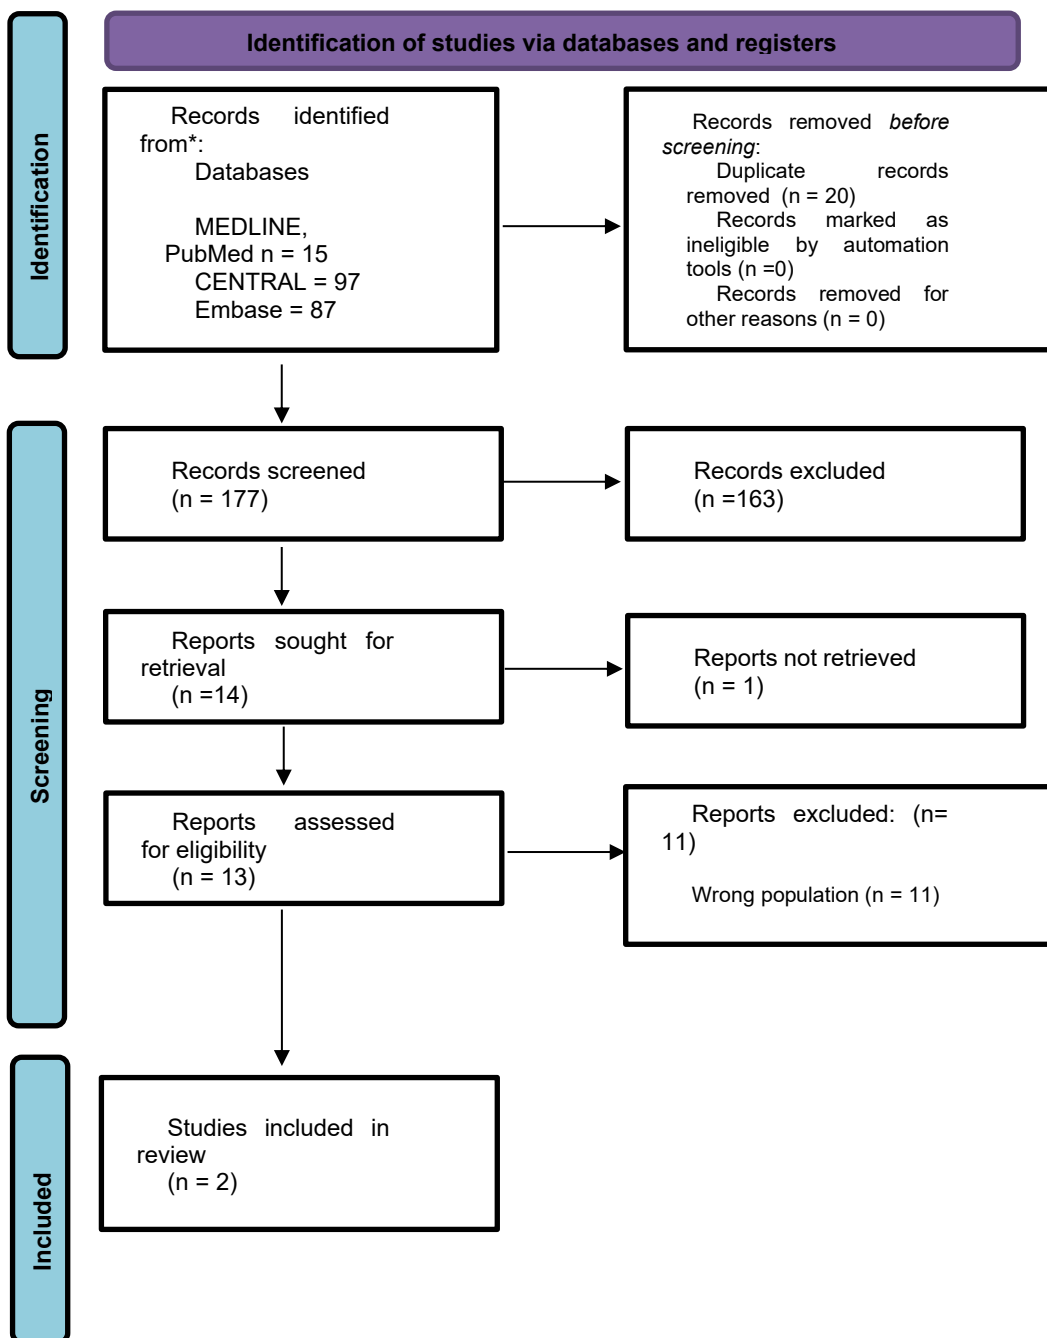 Identification of studies via databases and registers
Identification
Records identified
from*:
Databases
MEDLINE,
PubMed n = 15
CENTRAL = 97
Embase = 87
Records removed before
screening:
Duplicate records
removed (n = 20)
Records marked as
ineligible by automation
tools (n =0)
Records removed for
other reasons (n = 0)
Screening
Records screened
(n = 177)
Records excluded
(n =163)
Reports sought for
retrieval
(n =14)
Reports not retrieved
(n = 1)
Reports assessed
for eligibility
(n = 13)
Reports excluded: (n=
11)
Wrong population (n = 11)
Included
Studies included in
review
(n = 2)